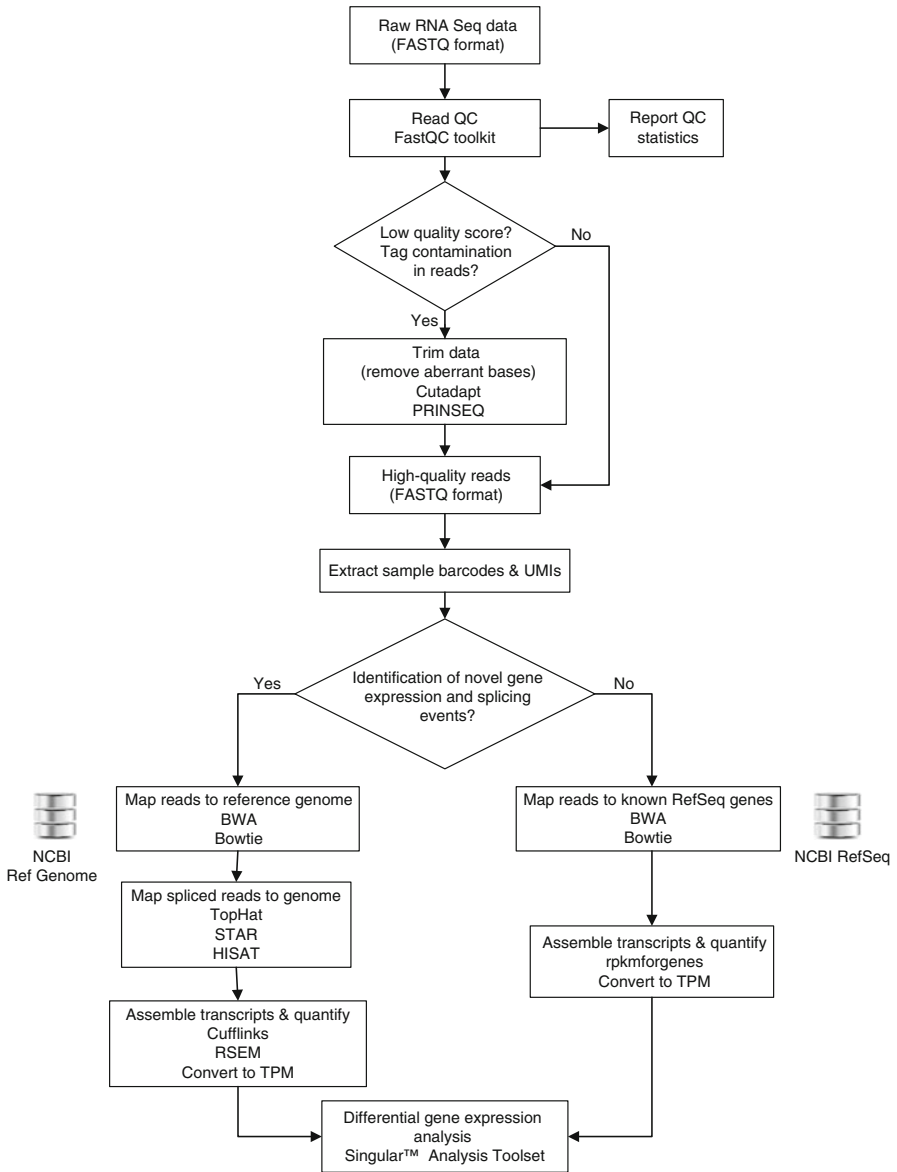 Raw RNA Seq data
(FASTQ format)
Read QC
FastQC toolkit
Report QC
statistics
Low quality score?
Tag contamination
in reads?
No
Yes
Trim data
(remove aberrant bases)
Cutadapt
PRINSEQ
High-quality reads
(FASTQ format)
Extract sample barcodes & UMIs
Identification of novel gene
expression and splicing
events?
Yes
No
Map reads to reference genome
BWA
Bowtie
NCBI
Ref Genome
Map reads to known RefSeq genes
BWA
Bowtie
NCBI RefSeq
Map spliced reads to genome
TopHat
STAR
HISAT
Assemble transcripts & quantify
rpkmforgenes
Convert to TPM
Assemble transcripts & quantify
Cufflinks
RSEM
Convert to TPM
Differential gene expression
analysis
Singular™ Analysis Toolset